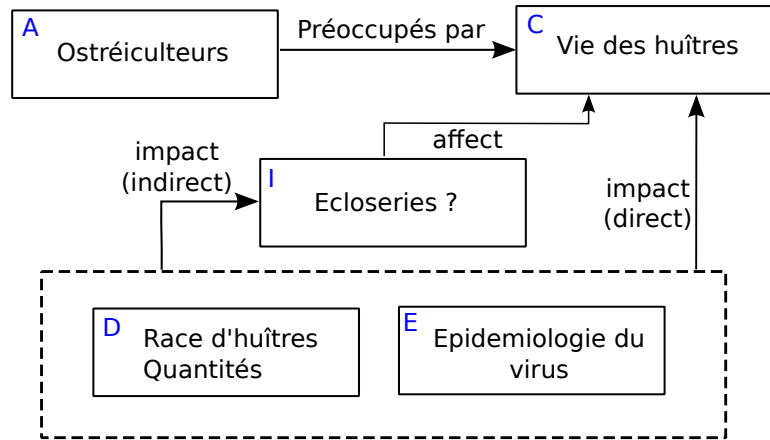 A
Ostréiculteurs
Préoccupés par
C
Vie des huîtres
impact
(indirect)
affect
I
Ecloseries ?
impact
(direct)
D
Race d'huîtres
Quantités
E
Epidemiologie du
virus